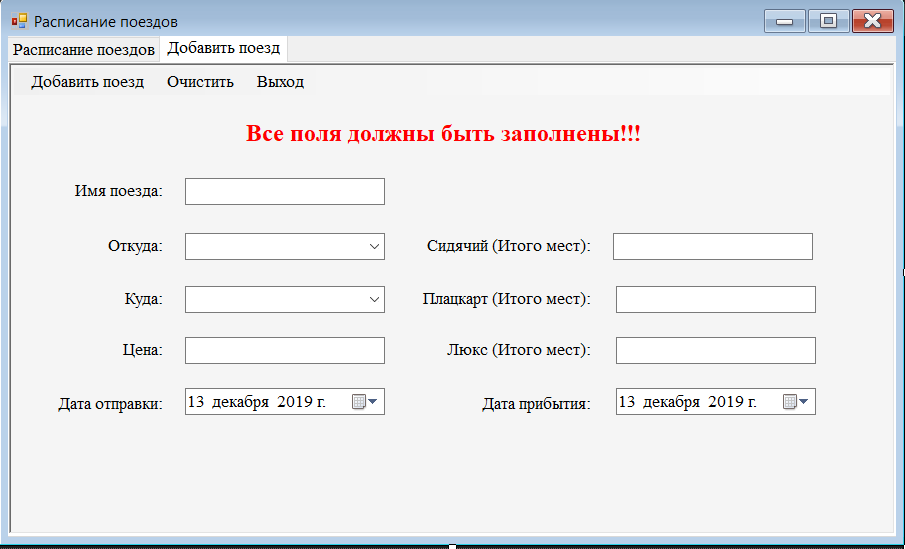 Расписание поездов
Расписание поездов Добавить поезд
Добавить поезд Очистить Выход
Все поля должны быть заполнены!!!
Имя поезда:
Откуда: Сидячий (Итого мест):
Куда: Плацкарт (Итого мест):
Цена: Люкс (Итого мест):
Дата отправки: 13 декабря 2019 г. Дата прибытия: 13 декабря 2019 г.